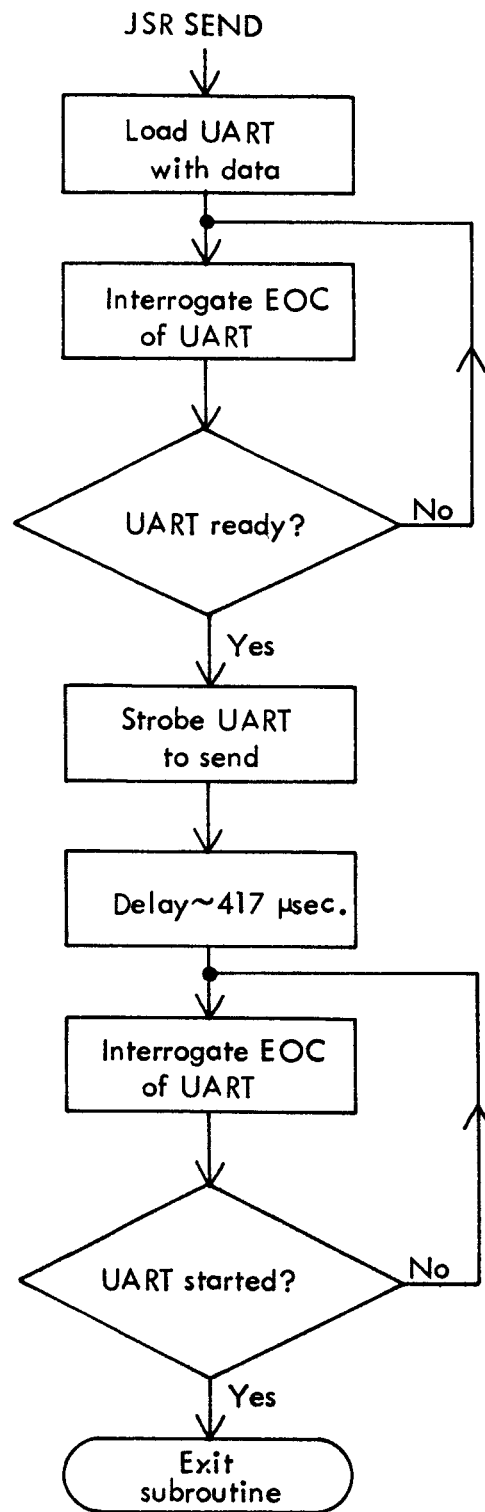 JSR SEND
Load UART
with data
Interrogate EOC
of UART
UART ready?
No
Yes
Strobe UART
to send
Delay~417 µsec.
Interrogate EOC
of UART
UART started?
No
Yes
Exit
subroutine